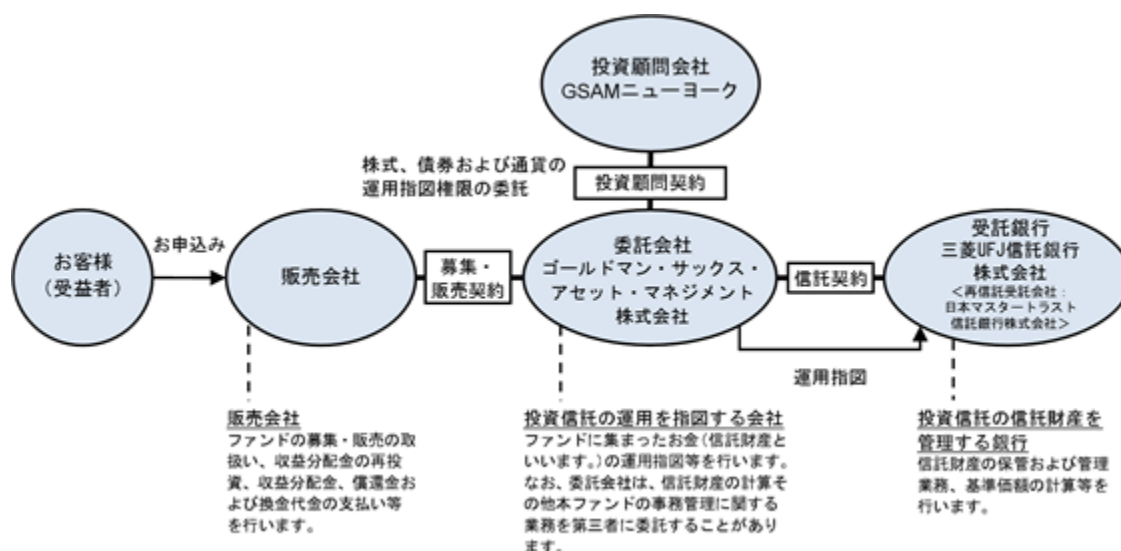 投資顧問会社
GSAMニューヨーク
株式、債券および通貨の
運用指図権限の委託
投資顧問契約
お客様
（受益者）
お申込み
販売会社
募集・
販売契約
委託会社
ゴールドマン・サックス・
アセット・マネジメント
株式会社
信託契約
受託銀行
三菱UFJ信託銀行
株式会社
＜再信託受託会社：
日本マスタートラスト
信託銀行株式会社＞
運用指図
販売会社
ファンドの募集・販売の取
扱い、収益分配金の再投
資、収益分配金、償還金お
よび換金代金の支払い等
を行います。
投資信託の運用を指図する会社
ファンドに集まったお金（信託財産と
いいます。）の運用指図等を行います。
なお、委託会社は、信託財産の計算そ
の他本ファンドの事務管理に関する
業務を第三者に委託することがあり
ます。
投資信託の信託財産を
管理する銀行
信託財産の保管および管理
業務、基準価額の計算等を
行います。